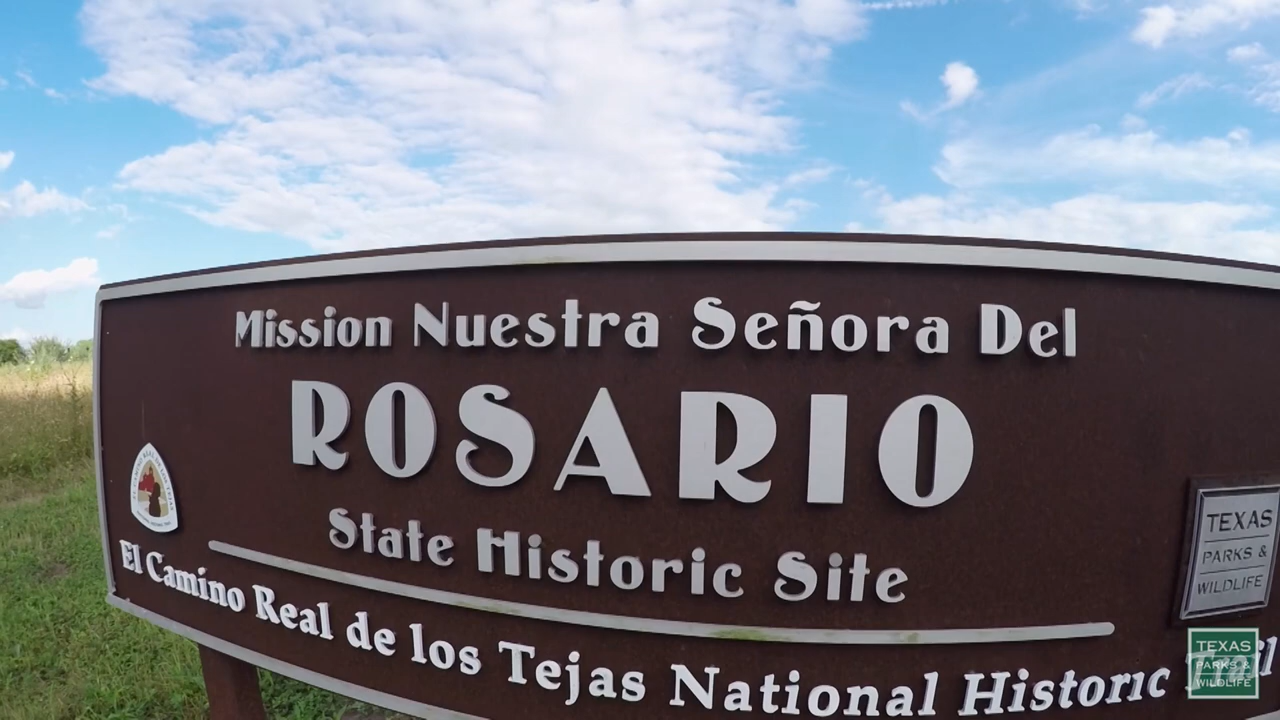 Mission Nuestra Señora Del
ROSARIO
State Historic Site
El Camino Real de los Tejas National Historic Trail
TEXAS
PARKS &
WILDLIFE
TEXAS
PARKS &
WILDLIFE